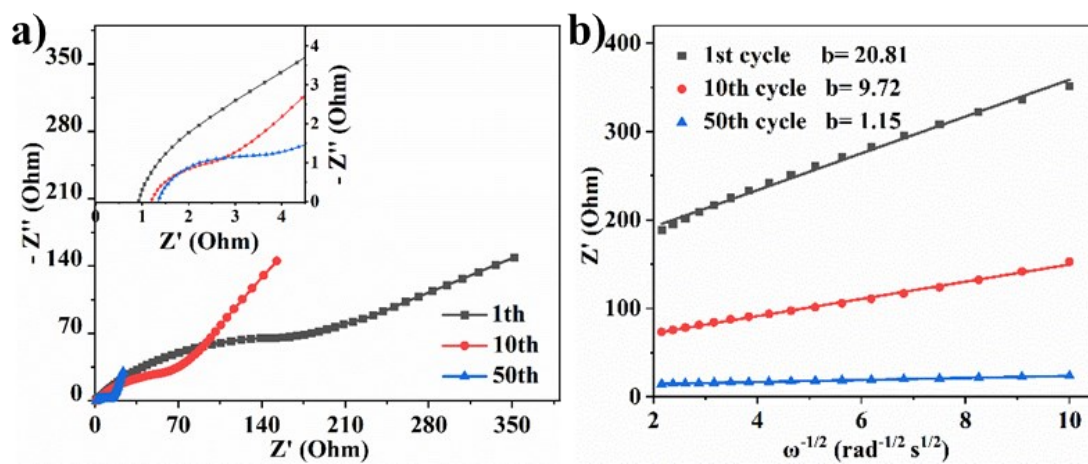 a)
- Z'' (Ohm)
390
350
280
210
140
70
0
0 70 140 210 280 350
Z' (Ohm)
1th
10th
50th
4
3
2
1
0
- Z'' (Ohm)
0 1 2 3 4
Z' (Ohm)
b)
Z' (Ohm)
400
300
200
100
0
2 4 6 8 10
ω⁻¹/² (rad⁻¹/² s¹/²)
1st cycle b= 20.81
10th cycle b= 9.72
50th cycle b= 1.15